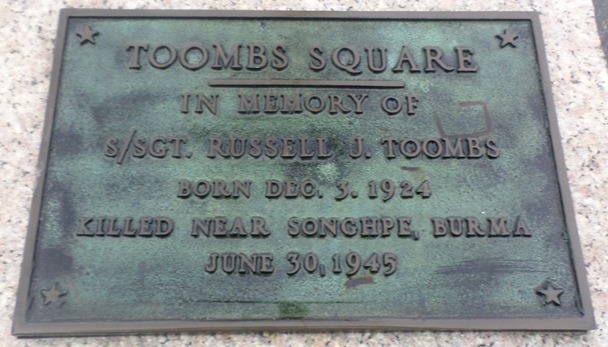 TOOMBS SQUARE
IN MEMORY OF
S/SGT. RUSSELL J. TOOMBS
BORN DEC. 3. 1924
KILLED NEAR SONGHPE, BURMA
JUNE 30, 1945